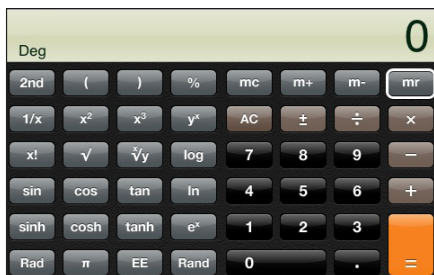 0
Deg
2nd ( ) % mc m+ m- mr
1/x x² x³ yˣ AC ± ÷ ×
x! √ ˣ√y log 7 8 9 −
sin cos tan ln 4 5 6 +
sinh cosh tanh eˣ 1 2 3
Rad π EE Rand 0 . =